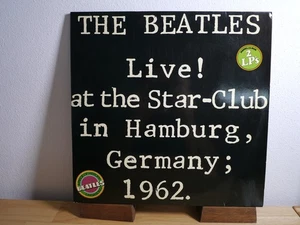 THE BEATLES
2
LPs
Live!
at the Star-Club
in Hamburg,
Germany;
1962.
BEATLES